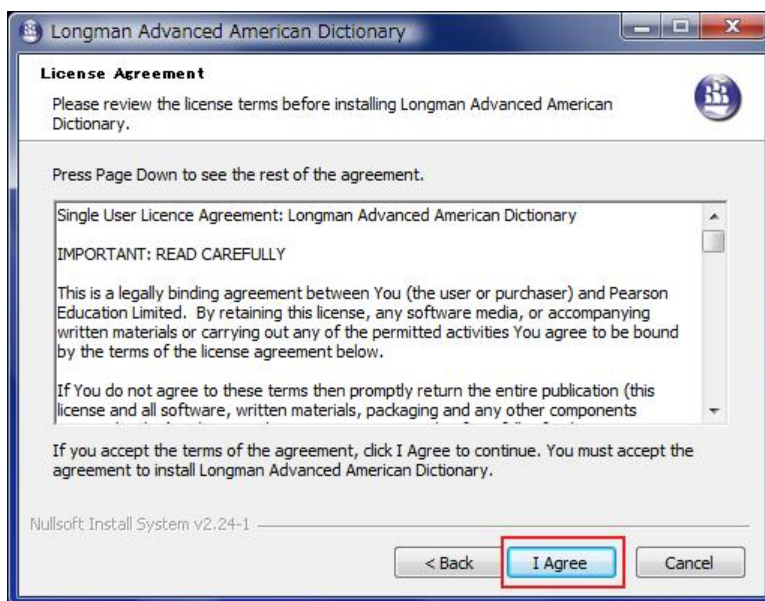 Longman Advanced American Dictionary
License Agreement
Please review the license terms before installing Longman Advanced American
Dictionary.
Press Page Down to see the rest of the agreement.
Single User Licence Agreement: Longman Advanced American Dictionary
IMPORTANT: READ CAREFULLY
This is a legally binding agreement between You (the user or purchaser) and Pearson
Education Limited.  By retaining this license, any software media, or accompanying
written materials or carrying out any of the permitted activities You agree to be bound
by the terms of the license agreement below.
If You do not agree to these terms then promptly return the entire publication (this
license and all software, written materials, packaging and any other components
If you accept the terms of the agreement, click I Agree to continue. You must accept the
agreement to install Longman Advanced American Dictionary.
Nullsoft Install System v2.24-1
< Back
I Agree
Cancel